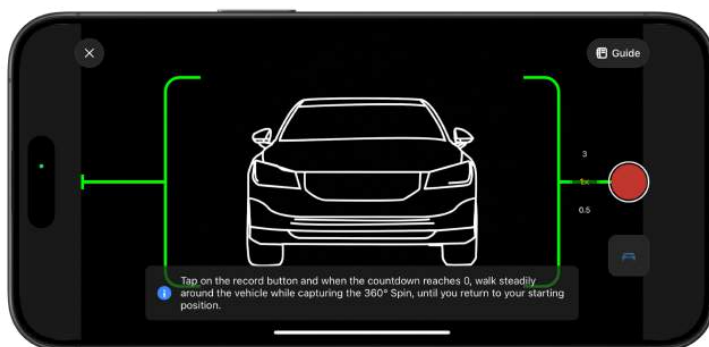 Guide
3
1x
0.5
Tap on the record button and when the countdown reaches 0, walk steadily
around the vehicle while capturing the 360° Spin, until you return to your starting
position.